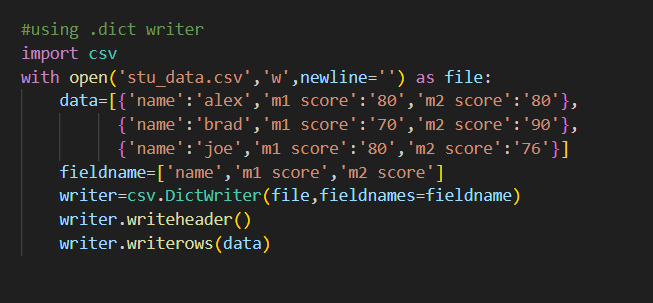 #using .dict writer
import csv
with open('stu_data.csv','w',newline='') as file:
    data=[{'name':'alex','m1 score':'80','m2 score':'80'},
          {'name':'brad','m1 score':'70','m2 score':'90'},
          {'name':'joe','m1 score':'80','m2 score':'76'}]
    fieldname=['name','m1 score','m2 score']
    writer=csv.DictWriter(file,fieldnames=fieldname)
    writer.writeheader()
    writer.writerows(data)